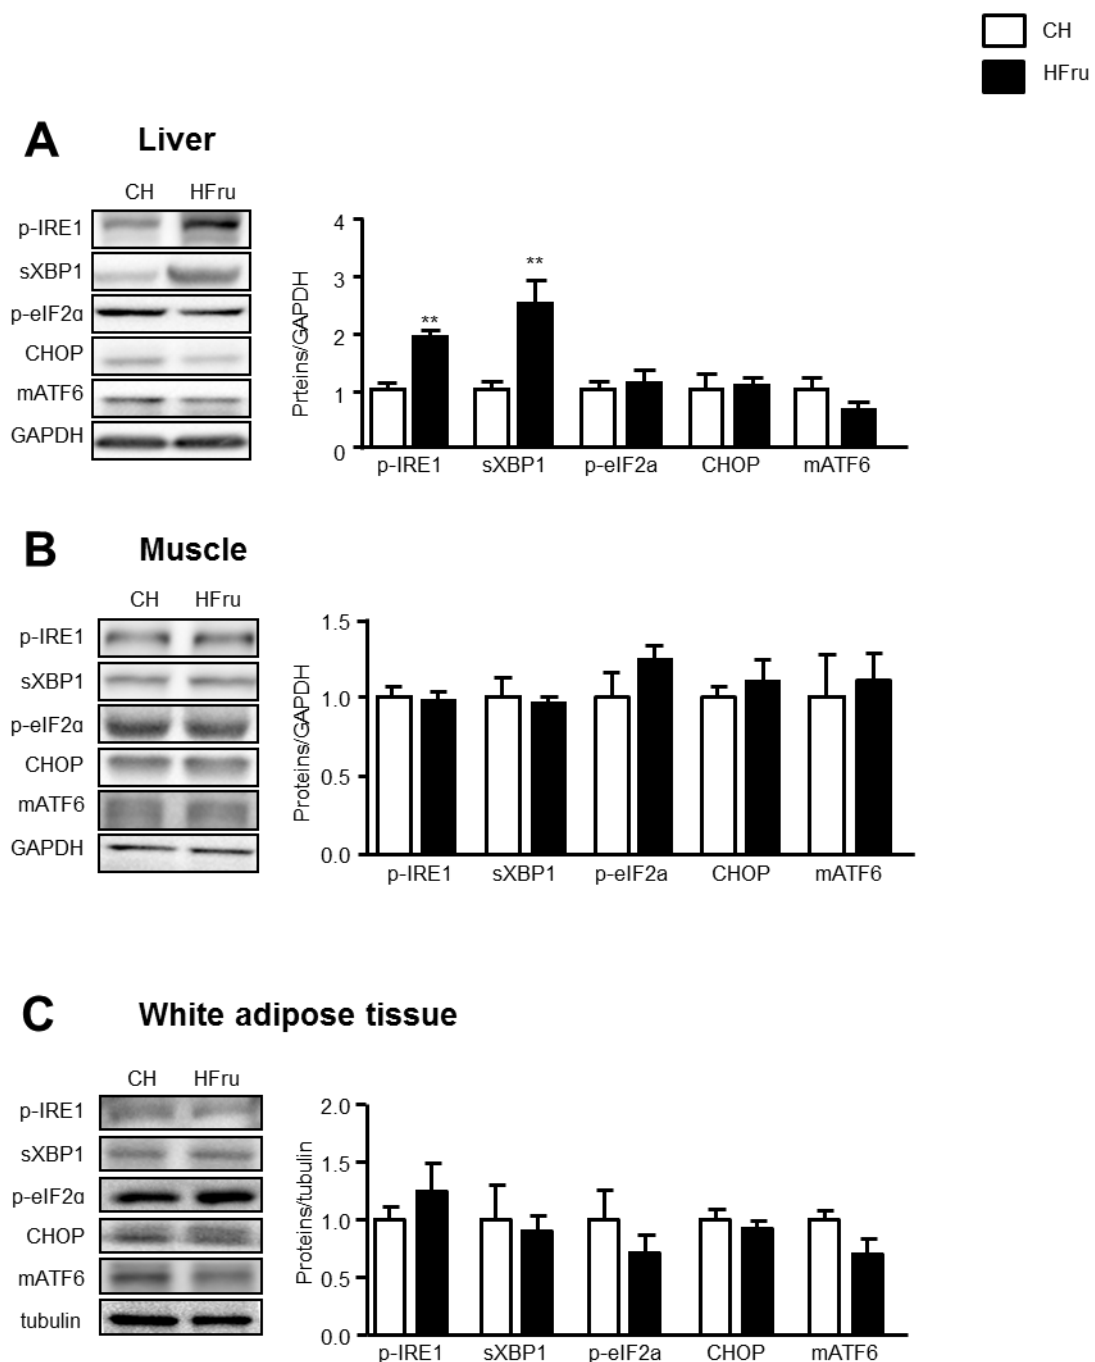 CH
HFru
A Liver
CH HFru
p-IRE1
sXBP1
p-eIF2α
CHOP
mATF6
GAPDH
Prteins/GAPDH
4
3
2
1
0
**
**
p-IRE1 sXBP1 p-eIF2a CHOP mATF6
B Muscle
CH HFru
p-IRE1
sXBP1
p-eIF2α
CHOP
mATF6
GAPDH
Proteins/GAPDH
1.5
1.0
0.5
0.0
p-IRE1 sXBP1 p-eIF2a CHOP mATF6
C White adipose tissue
CH HFru
p-IRE1
sXBP1
p-eIF2α
CHOP
mATF6
tubulin
Proteins/tubulin
2.0
1.5
1.0
0.5
0.0
p-IRE1 sXBP1 p-eIF2a CHOP mATF6